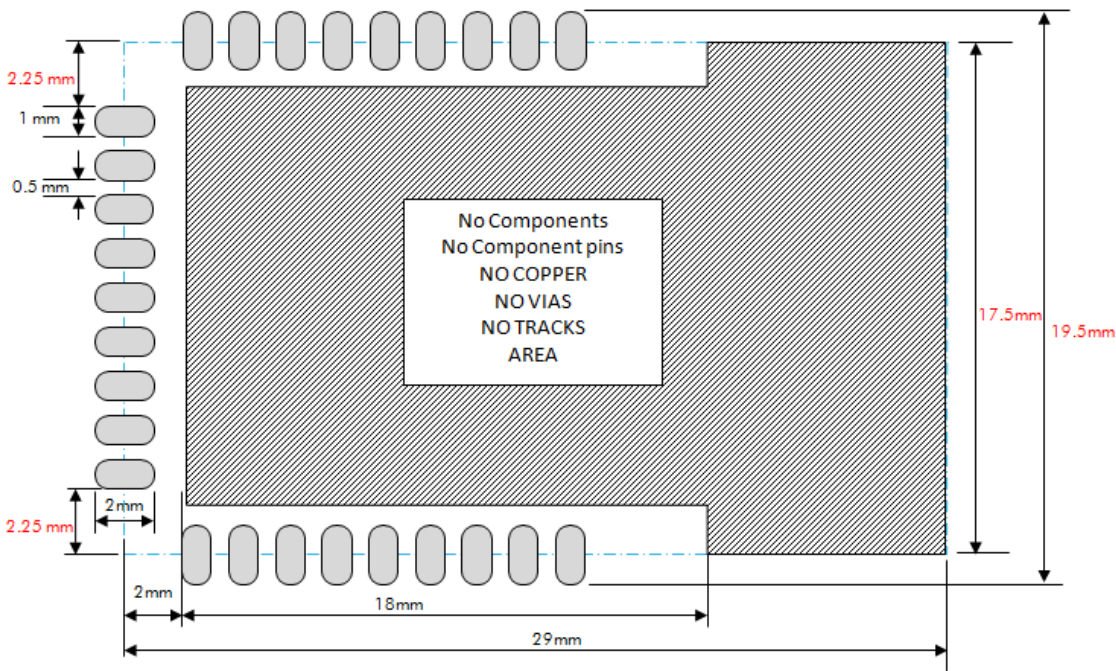 2.25 mm
1 mm
0.5 mm
No Components
No Component pins
NO COPPER
NO VIAS
NO TRACKS
AREA
17.5mm
19.5mm
2mm
2.25 mm
2mm
18mm
29mm